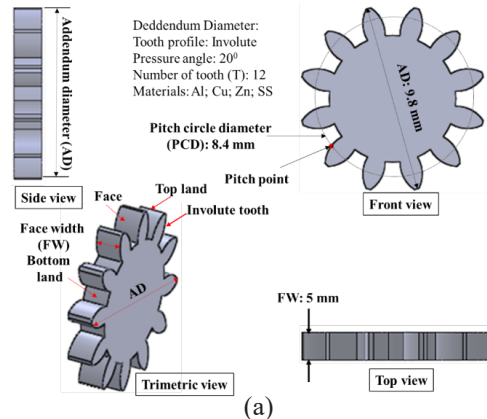 Addendum diameter (AD)
Side view
Deddendum Diameter:
Tooth profile: Involute
Pressure angle: 20⁰
Number of tooth (T): 12
Materials: Al; Cu; Zn; SS
Pitch circle diameter
(PCD): 8.4 mm
Pitch point
AD: 9.8 mm
Front view
Face
Top land
Involute tooth
Face width
(FW)
Bottom
land
AD
Trimetric view
FW: 5 mm
Top view
(a)